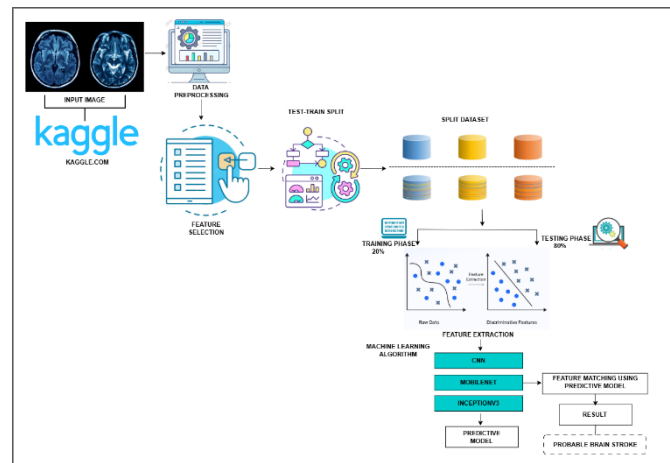 INPUT IMAGE
kaggle
KAGGLE.COM
DATA
PREPROCESSING
FEATURE
SELECTION
TEST-TRAIN SPLIT
SPLIT DATASET
TRAINING PHASE
20%
TESTING PHASE
80%
Feature
Extraction
Raw Data
Discriminative Features
FEATURE EXTRACTION
MACHINE LEARNING
ALGORITHM
CNN
MOBILENET
INCEPTIONV3
PREDICTIVE
MODEL
FEATURE MATCHING USING
PREDICTIVE MODEL
RESULT
PROBABLE BRAIN STROKE